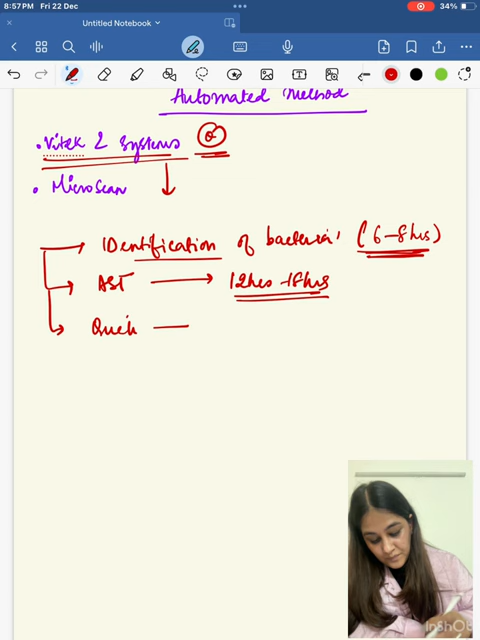 8:57PM Fri 22 Dec
34%
Untitled Notebook
Automated Method
• Vitek 2 Systems
• MicroScan
Identification of bacteria (6-8hrs)
AST → 12hrs-18hrs
Quick —
InShO